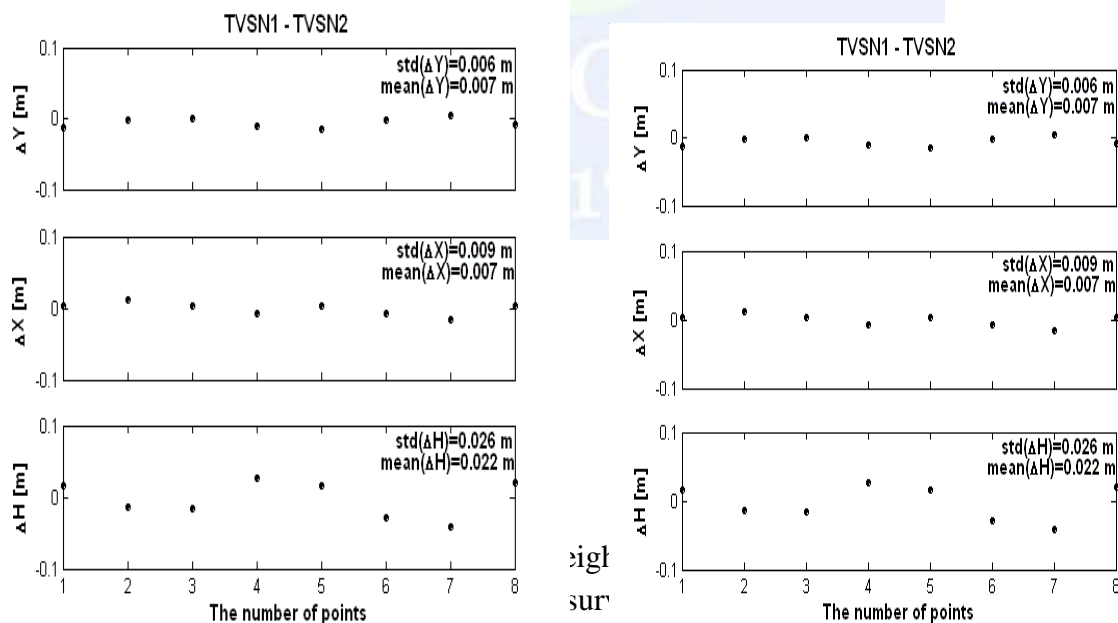 TVSN1 - TVSN2
0.1
std(ΔY)=0.006 m
mean(ΔY)=0.007 m
ΔY [m]
0
-0.1
0.1
std(ΔX)=0.009 m
mean(ΔX)=0.007 m
ΔX [m]
0
-0.1
0.1
std(ΔH)=0.026 m
mean(ΔH)=0.022 m
ΔH [m]
0
-0.1
1 2 3 4 5 6 7 8
The number of points
eigh
surv
TVSN1 - TVSN2
0.1
std(ΔY)=0.006 m
mean(ΔY)=0.007 m
ΔY [m]
0
-0.1
0.1
std(ΔX)=0.009 m
mean(ΔX)=0.007 m
ΔX [m]
0
-0.1
0.1
std(ΔH)=0.026 m
mean(ΔH)=0.022 m
ΔH [m]
0
-0.1
1 2 3 4 5 6 7 8
The number of points